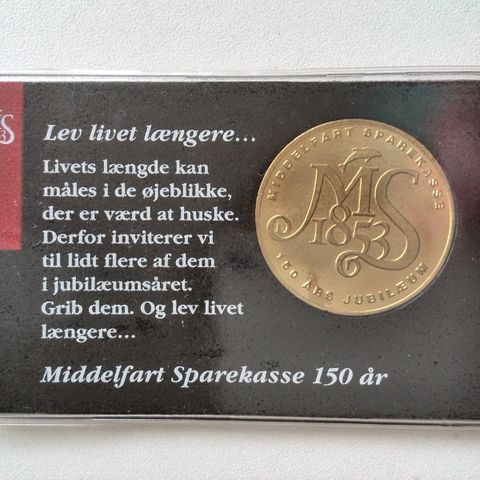 Lev livet længere...
Livets længde kan
måles i de øjeblikke,
der er værd at huske.
Derfor inviterer vi
til lidt flere af dem
i jubilæumsåret.
Grib dem. Og lev livet
længere...
Middelfart Sparekasse 150 år
MIDDELFART SPAREKASSE
MS
1853
150 ÅRS JUBILÆUM